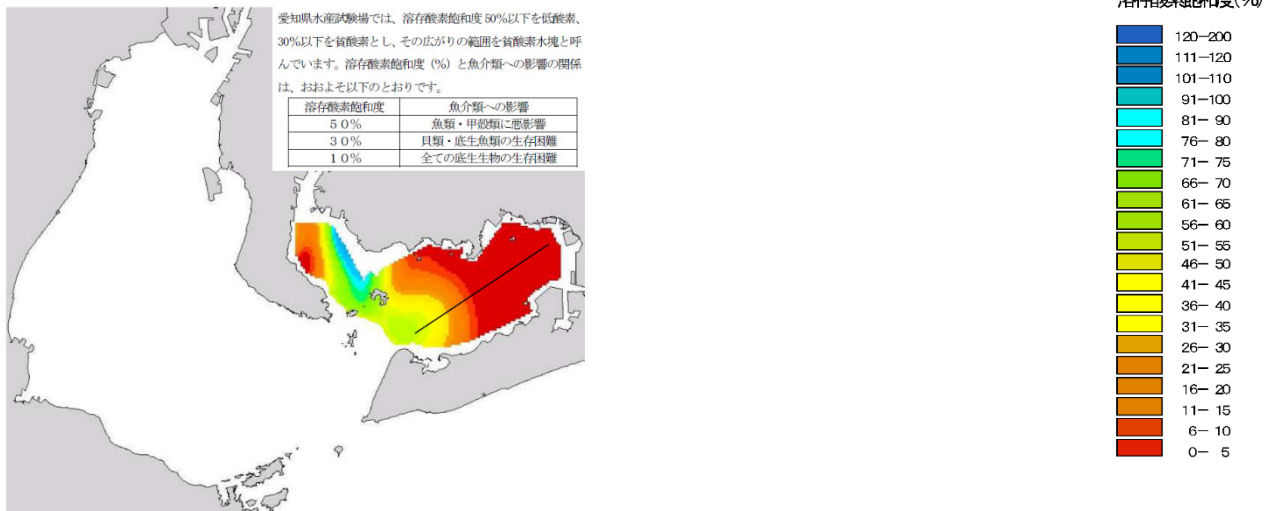 愛知県水産試験場では、溶存酸素飽和度 50%以下を低酸素、
30%以下を貧酸素とし、その広がりの範囲を貧酸素水塊と呼
んでいます。溶存酸素飽和度（%）と魚介類への影響の関係
は、おおよそ以下のとおりです。
溶存酸素飽和度 魚介類への影響
５０％ 魚類・甲殻類に悪影響
３０％ 貝類・底生魚類の生存困難
１０％ 全ての底生生物の生存困難
溶存酸素飽和度(%)
120-200
111-120
101-110
91-100
81- 90
76- 80
71- 75
66- 70
61- 65
56- 60
51- 55
46- 50
41- 45
36- 40
31- 35
26- 30
21- 25
16- 20
11- 15
6- 10
0- 5